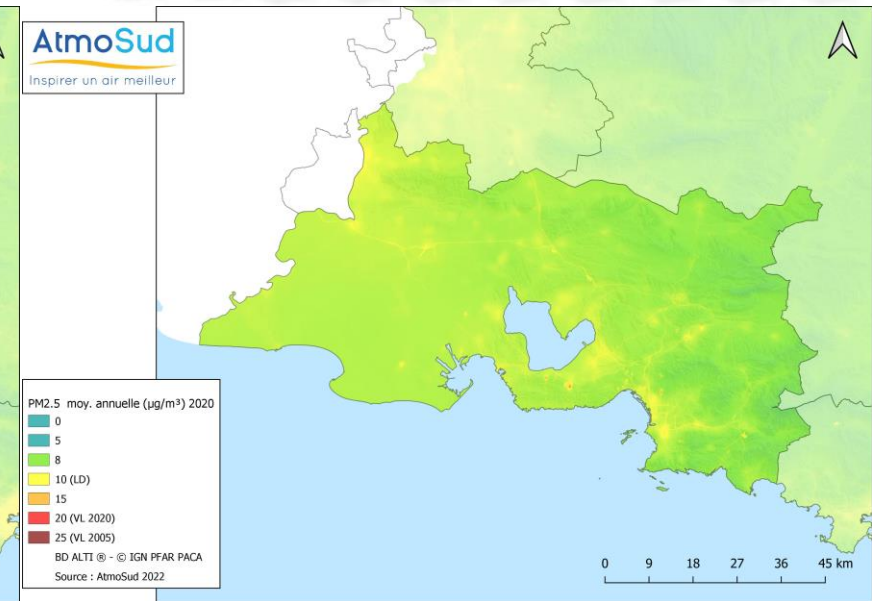 AtmoSud
Inspirer un air meilleur
PM2.5 moy. annuelle (µg/m³) 2020
0
5
8
10 (LD)
15
20 (VL 2020)
25 (VL 2005)
BD ALTI ® - © IGN PFAR PACA
Source : AtmoSud 2022
0 9 18 27 36 45 km